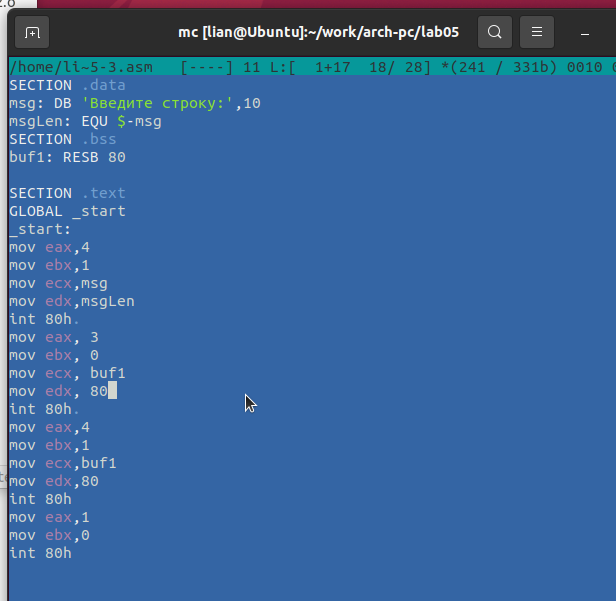 mc [lian@Ubuntu]:~/work/arch-pc/lab05
/home/li~5-3.asm   [----] 11 L:[  1+17  18/ 28] *(241 / 331b) 0010
SECTION .data
msg: DB 'Введите строку:',10
msgLen: EQU $-msg
SECTION .bss
buf1: RESB 80
SECTION .text
GLOBAL _start
_start:
mov eax,4
mov ebx,1
mov ecx,msg
mov edx,msgLen
int 80h.
mov eax, 3
mov ebx, 0
mov ecx, buf1
mov edx, 80
int 80h.
mov eax,4
mov ebx,1
mov ecx,buf1
mov edx,80
int 80h
mov eax,1
mov ebx,0
int 80h